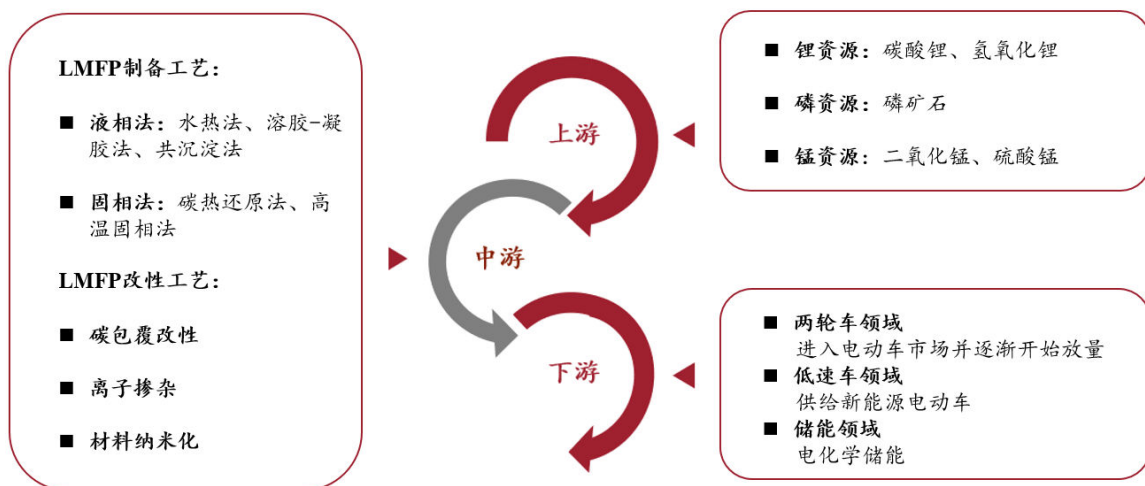 LMFP制备工艺：
■ 液相法：水热法、溶胶-凝
胶法、共沉淀法
■ 固相法：碳热还原法、高
温固相法
LMFP改性工艺：
■ 碳包覆改性
■ 离子掺杂
■ 材料纳米化
上游
中游
下游
■ 锂资源：碳酸锂、氢氧化锂
■ 磷资源：磷矿石
■ 锰资源：二氧化锰、硫酸锰
■ 两轮车领域
进入电动车市场并逐渐开始放量
■ 低速车领域
供给新能源电动车
■ 储能领域
电化学储能